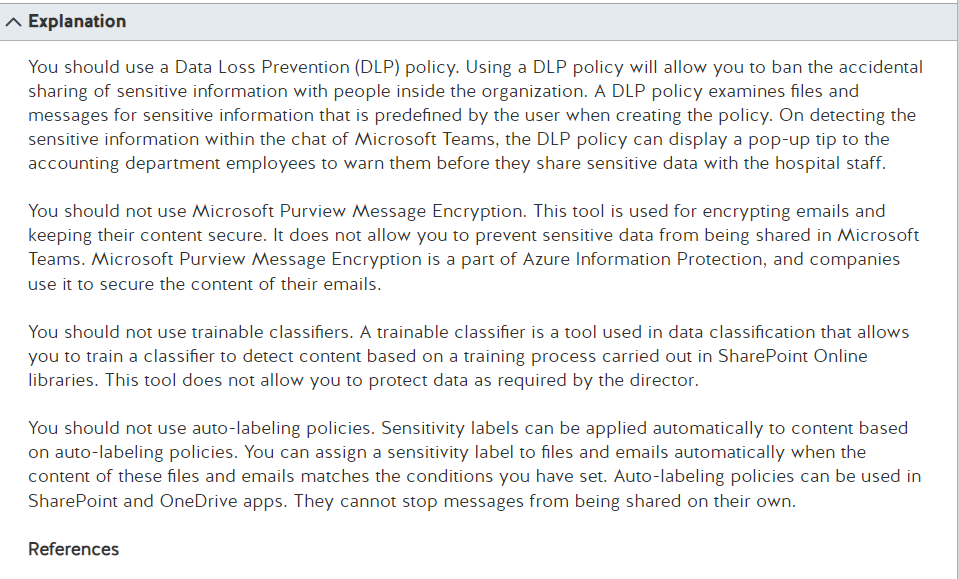 Explanation
You should use a Data Loss Prevention (DLP) policy. Using a DLP policy will allow you to ban the accidental
sharing of sensitive information with people inside the organization. A DLP policy examines files and
messages for sensitive information that is predefined by the user when creating the policy. On detecting the
sensitive information within the chat of Microsoft Teams, the DLP policy can display a pop-up tip to the
accounting department employees to warn them before they share sensitive data with the hospital staff.
You should not use Microsoft Purview Message Encryption. This tool is used for encrypting emails and
keeping their content secure. It does not allow you to prevent sensitive data from being shared in Microsoft
Teams. Microsoft Purview Message Encryption is a part of Azure Information Protection, and companies
use it to secure the content of their emails.
You should not use trainable classifiers. A trainable classifier is a tool used in data classification that allows
you to train a classifier to detect content based on a training process carried out in SharePoint Online
libraries. This tool does not allow you to protect data as required by the director.
You should not use auto-labeling policies. Sensitivity labels can be applied automatically to content based
on auto-labeling policies. You can assign a sensitivity label to files and emails automatically when the
content of these files and emails matches the conditions you have set. Auto-labeling policies can be used in
SharePoint and OneDrive apps. They cannot stop messages from being shared on their own.
References